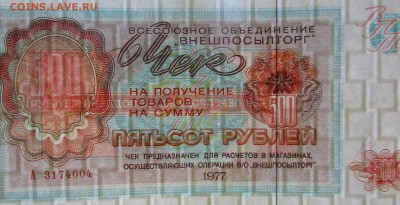 COINS.LAVE.RU
ВСЕСОЮЗНОЕ ОБЪЕДИНЕНИЕ
"ВНЕШПОСЫЛТОРГ"
Чек
НА ПОЛУЧЕНИЕ
ТОВАРОВ
НА СУММУ
ПЯТЬСОТ РУБЛЕЙ
ЧЕК ПРЕДНАЗНАЧЕН ДЛЯ РАСЧЕТОВ В МАГАЗИНАХ,
ОСУЩЕСТВЛЯЮЩИХ ОПЕРАЦИИ В/О „ВНЕШПОСЫЛТОРГ"
А 3174004
1977